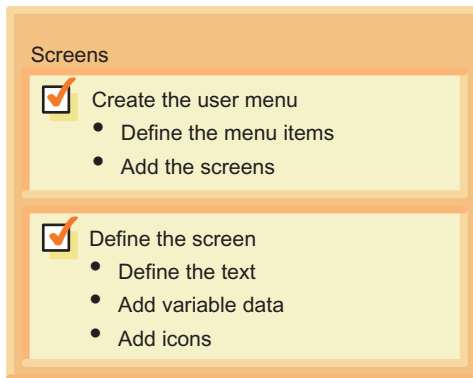 Screens
Create the user menu
• Define the menu items
• Add the screens
Define the screen
• Define the text
• Add variable data
• Add icons